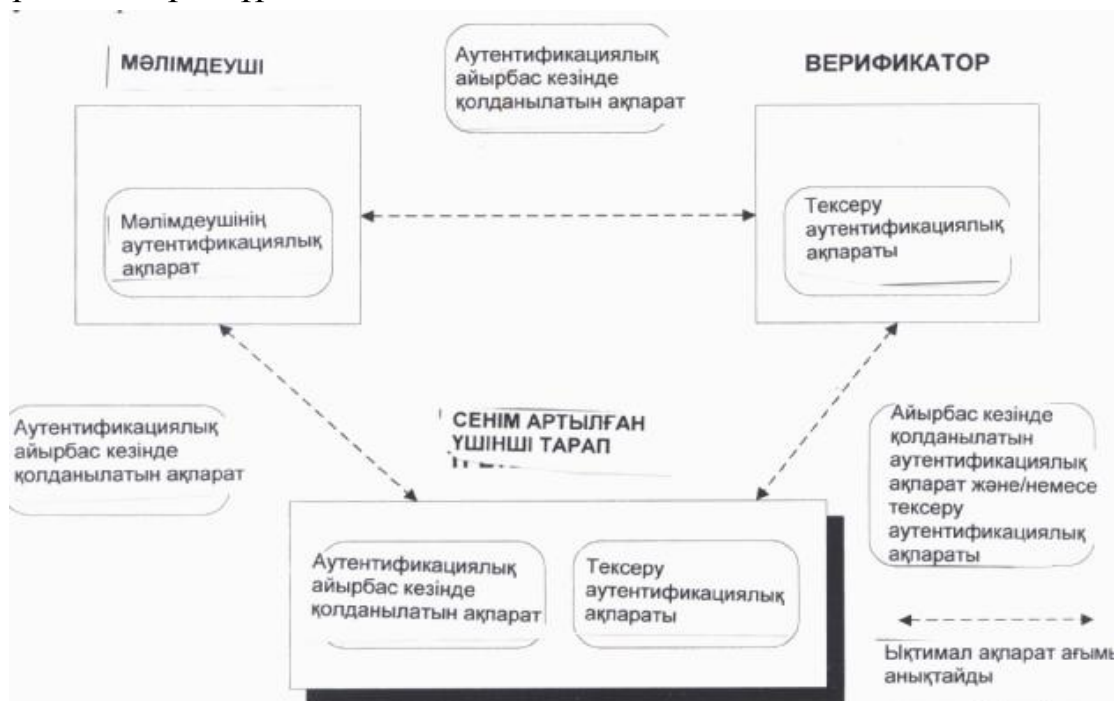 МӘЛІМДЕУШІ
Аутентификациялық
айырбас кезінде
қолданылатын ақпарат
ВЕРИФИКАТОР
Мәлімдеушінің
аутентификациялық
ақпарат
Тексеру
аутентификациялық
ақпараты
Аутентификациялық
айырбас кезінде
қолданылатын ақпарат
СЕНІМ АРТЫЛҒАН
ҮШІНШІ ТАРАП
Айырбас кезінде
қолданылатын
аутентификациялық
ақпарат және/немесе
тексеру
аутентификациялық
ақпараты
Аутентификациялық
айырбас кезінде
қолданылатын ақпарат
Тексеру
аутентификациялық
ақпараты
Ықтимал ақпарат ағымы
анықтайды